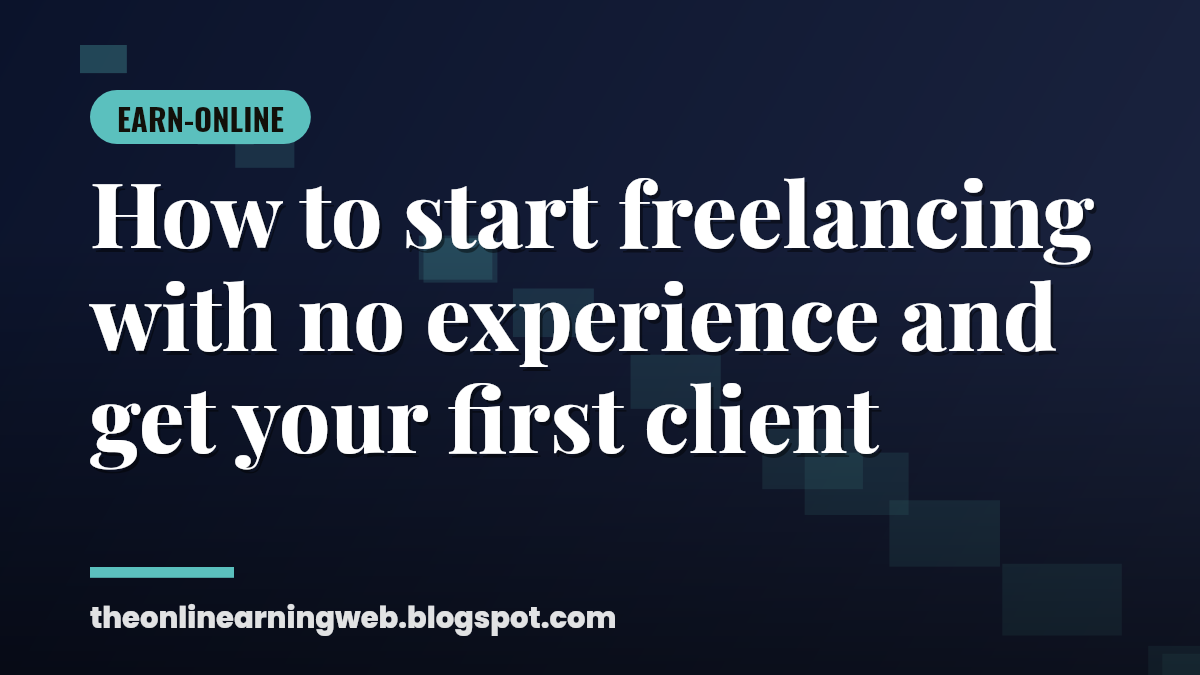 EARN-ONLINE
How to start freelancing
with no experience and
get your first client
theonlinearningweb.blogspot.com